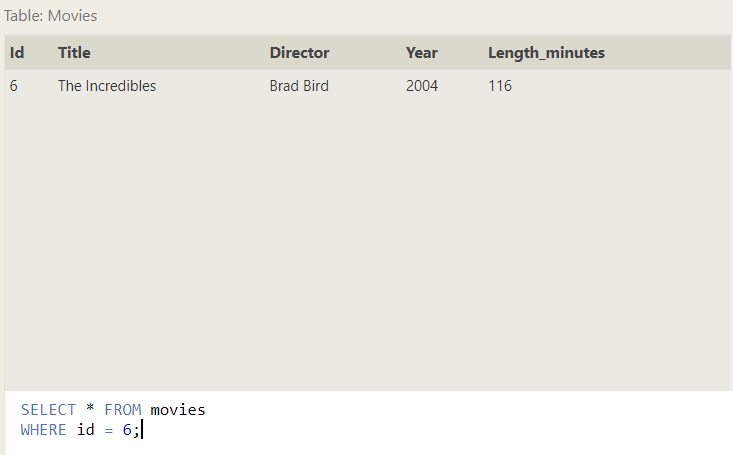 Table: Movies
Id Title Director Year Length_minutes
6 The Incredibles Brad Bird 2004 116
SELECT * FROM movies
WHERE id = 6;